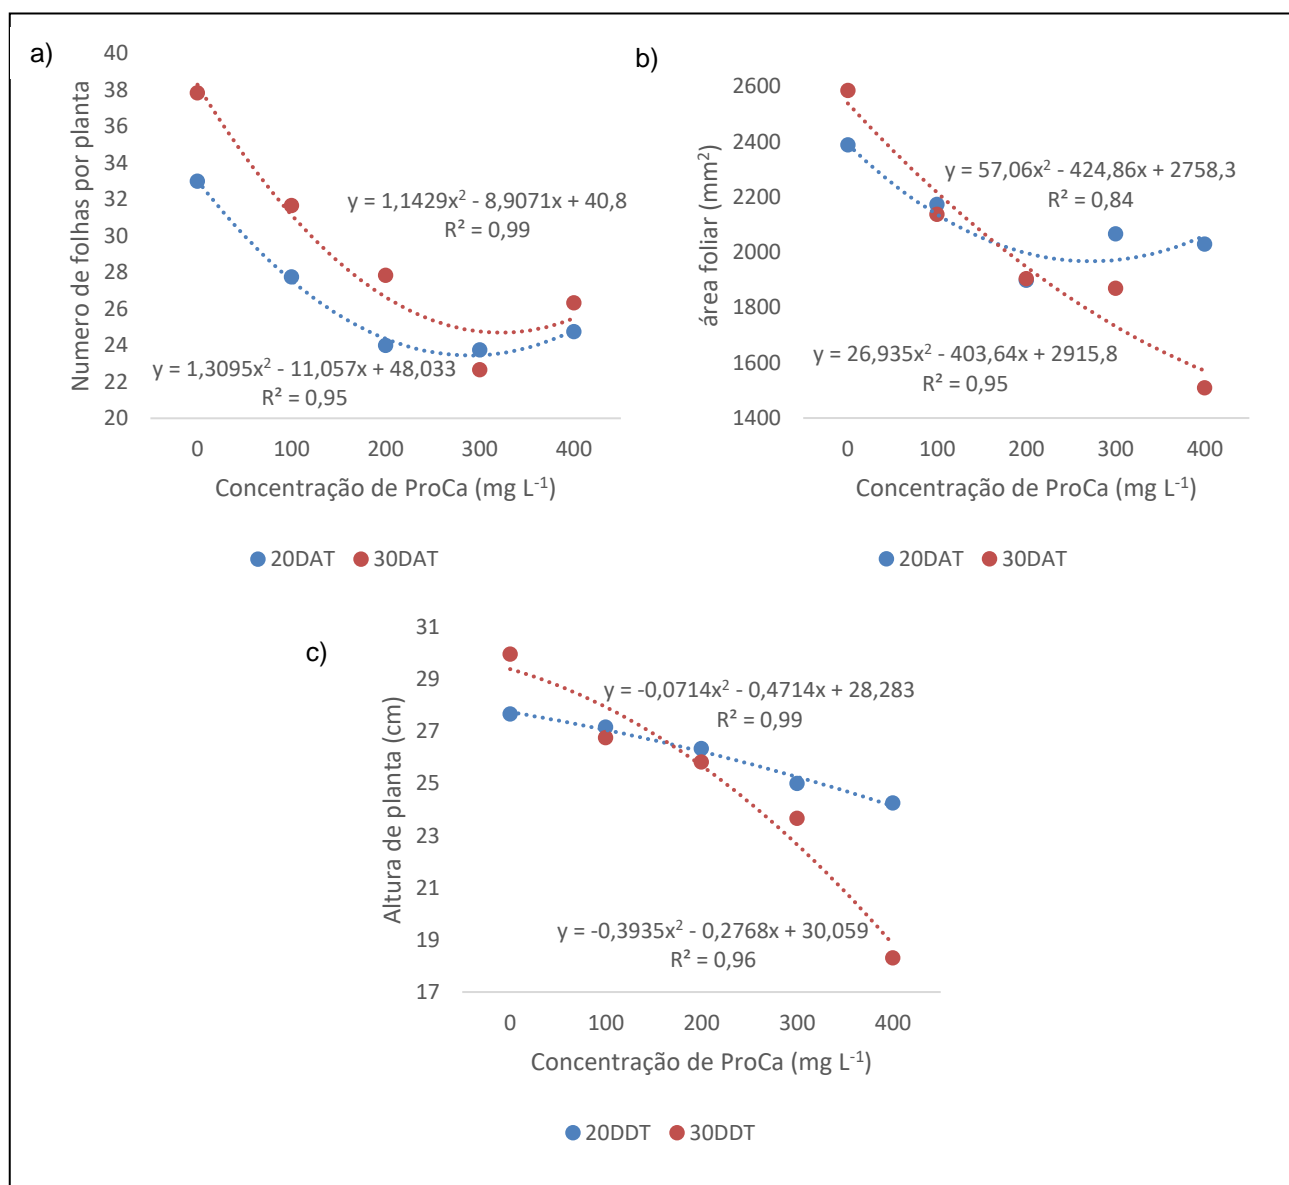 a)
Numero de folhas por planta
40
38
36
34
32
30
28
26
24
22
20
y = 1,1429x² - 8,9071x + 40,8
R² = 0,99
y = 1,3095x² - 11,057x + 48,033
R² = 0,95
0 100 200 300 400
Concentração de ProCa (mg L⁻¹)
20DAT 30DAT
b)
área foliar (mm²)
2600
2400
2200
2000
1800
1600
1400
y = 57,06x² - 424,86x + 2758,3
R² = 0,84
y = 26,935x² - 403,64x + 2915,8
R² = 0,95
0 100 200 300 400
Concentração de ProCa (mg L⁻¹)
20DAT 30DAT
c)
Altura de planta (cm)
31
29
27
25
23
21
19
17
y = -0,0714x² - 0,4714x + 28,283
R² = 0,99
y = -0,3935x² - 0,2768x + 30,059
R² = 0,96
0 100 200 300 400
Concentração de ProCa (mg L⁻¹)
20DDT 30DDT